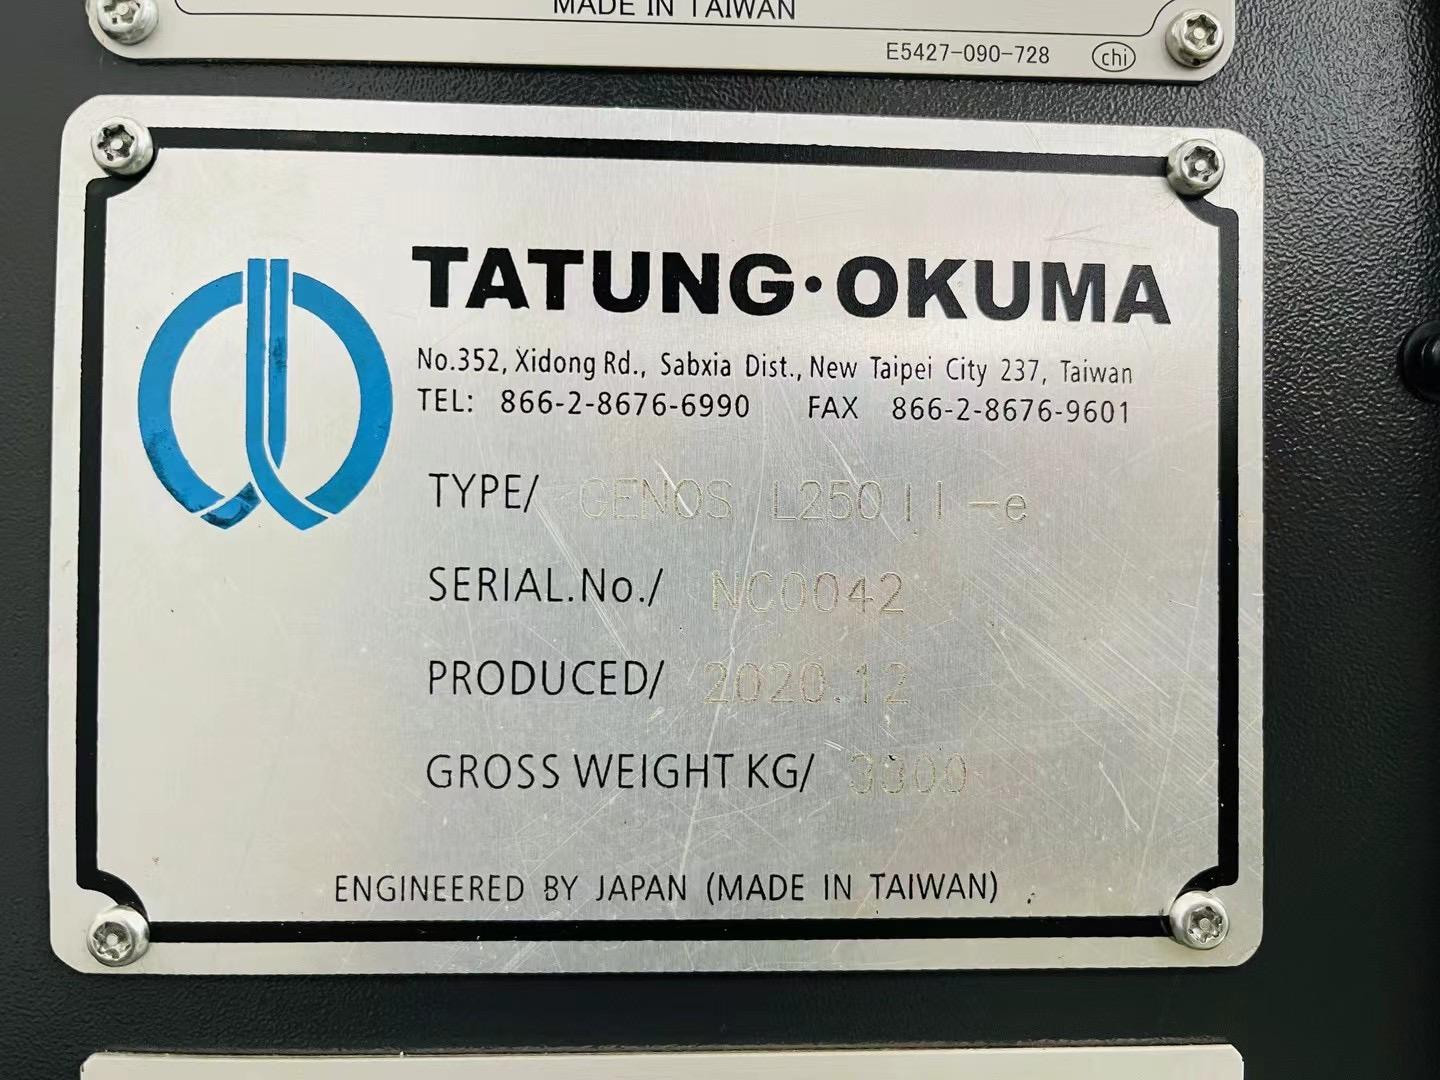 MADE IN TAIWAN
E5427-090-728 chi
TATUNG·OKUMA
No.352, Xidong Rd., Sabxia Dist., New Taipei City 237, Taiwan
TEL: 866-2-8676-6990 FAX 866-2-8676-9601
TYPE/ GENOS L250II-e
SERIAL.No./ NC0042
PRODUCED/ 2020.12
GROSS WEIGHT KG/ 3300
ENGINEERED BY JAPAN (MADE IN TAIWAN)